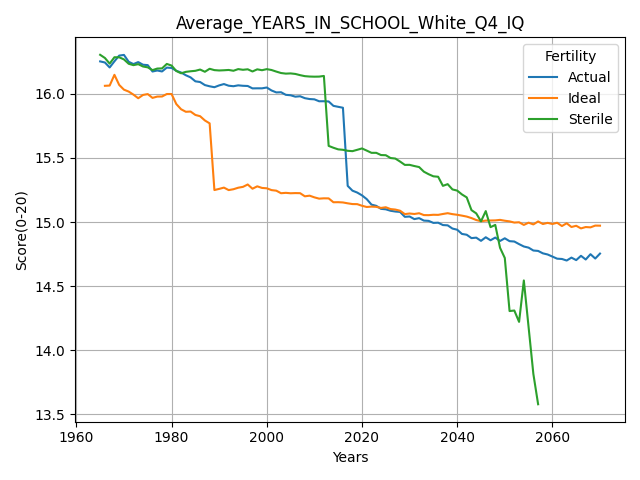 Average_YEARS_IN_SCHOOL_White_Q4_IQ
Fertility
Actual
Ideal
Sterile
Score(0-20)
16.0
15.5
15.0
14.5
14.0
13.5
1960 1980 2000 2020 2040 2060
Years